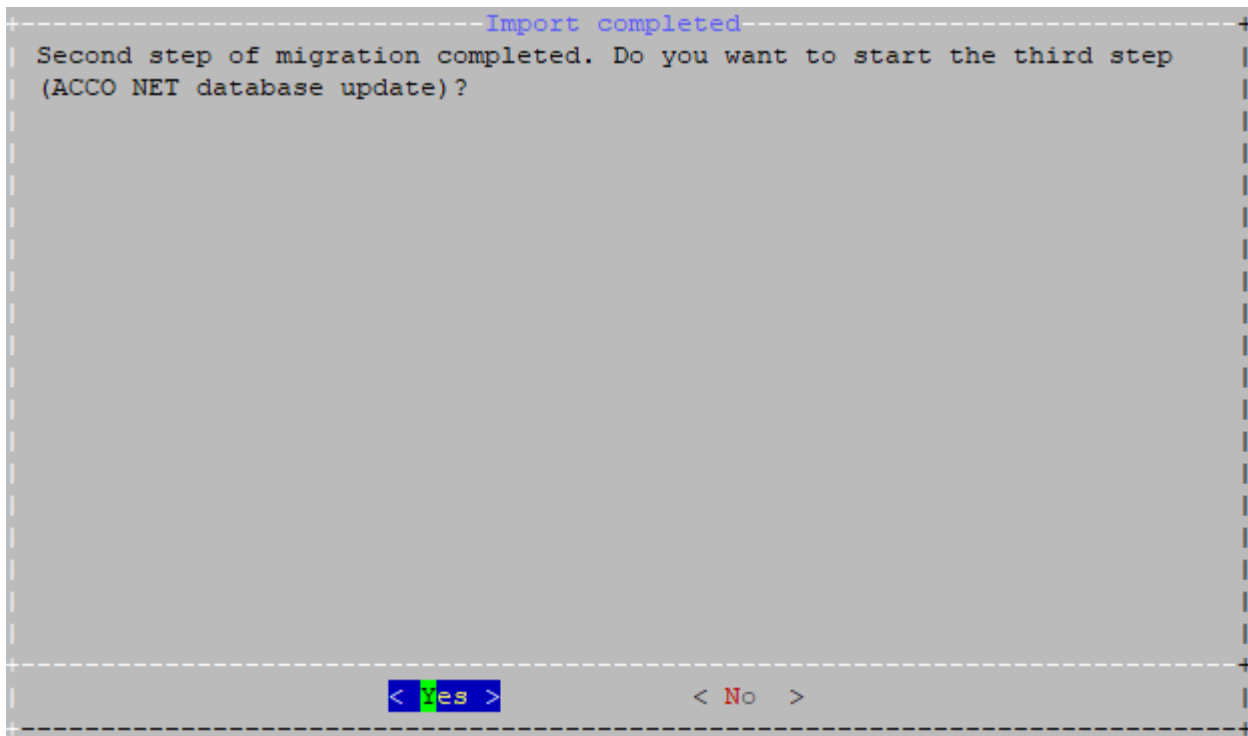 Import completed
Second step of migration completed. Do you want to start the third step
(ACCO NET database update)?
< Yes > < No >